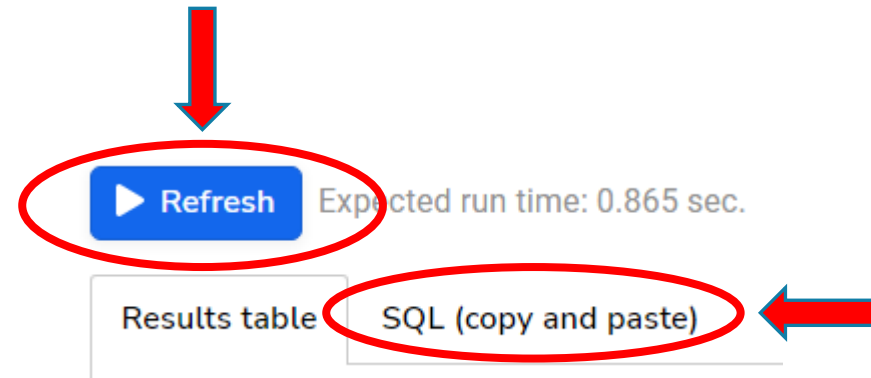 Refresh Expected run time: 0.865 sec.
Results table SQL (copy and paste)